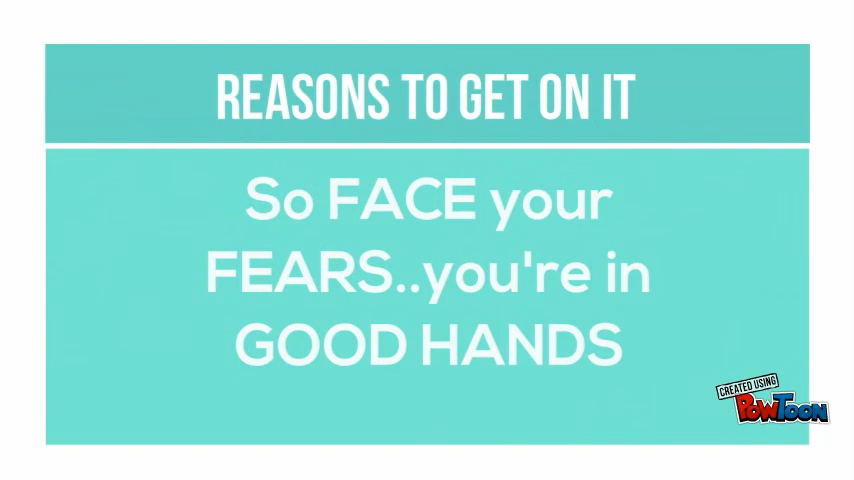 REASONS TO GET ON IT
So FACE your
FEARS..you're in
GOOD HANDS
CREATED USING
POWTOON